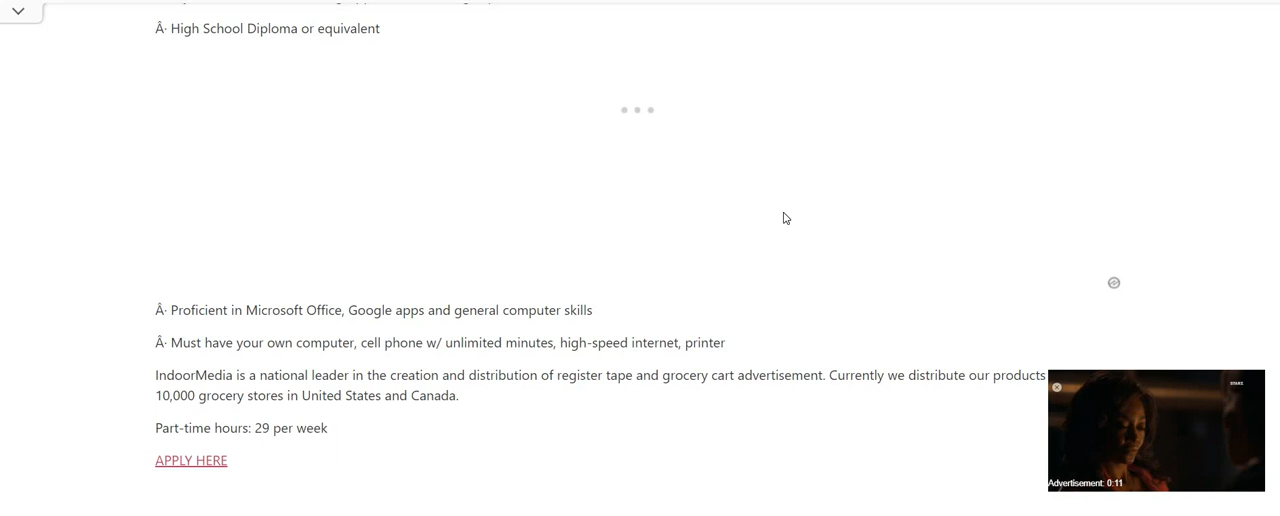 Â· High School Diploma or equivalent
Â· Proficient in Microsoft Office, Google apps and general computer skills
Â· Must have your own computer, cell phone w/ unlimited minutes, high-speed internet, printer
IndoorMedia is a national leader in the creation and distribution of register tape and grocery cart advertisement. Currently we distribute our products
10,000 grocery stores in United States and Canada.
STARZ
Part-time hours: 29 per week
APPLY HERE
Advertisement: 0:11